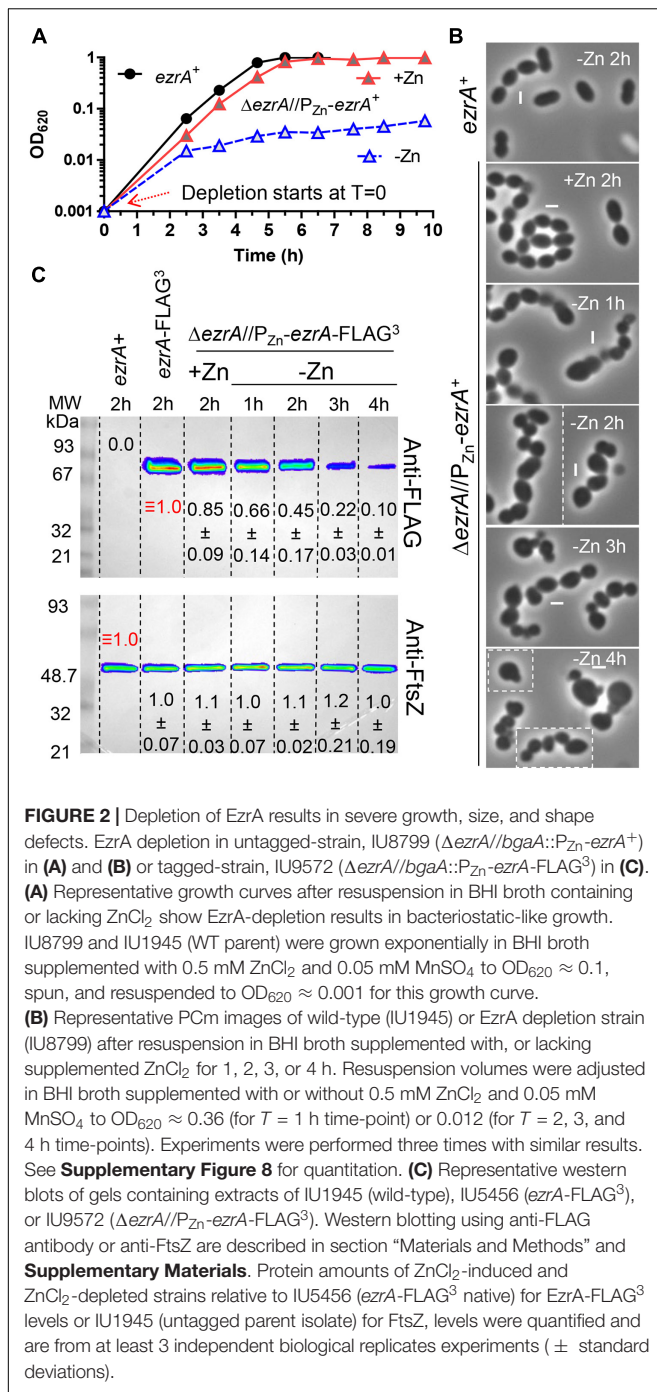 A
B
1
0.1
0.01
0.001
OD₆₂₀
ezrA⁺
+Zn
ΔezrA//P_Zn-ezrA⁺
-Zn
Depletion starts at T=0
0 1 2 3 4 5 6 7 8 9 10
Time (h)
ezrA⁺
-Zn 2h
ΔezrA//P_Zn-ezrA⁺
+Zn 2h
-Zn 1h
-Zn 2h
-Zn 3h
-Zn 4h
C
ezrA+
ezrA-FLAG³
ΔezrA//P_Zn-ezrA-FLAG³
+Zn -Zn
MW 2h 2h 2h 1h 2h 3h 4h
kDa
93
67
32
21
0.0
≡1.0
0.85 0.66 0.45 0.22 0.10
± ± ± ± ±
0.09 0.14 0.17 0.03 0.01
Anti-FLAG
93
48.7
32
21
≡1.0
1.0 1.1 1.0 1.1 1.2 1.0
± ± ± ± ± ±
0.07 0.03 0.07 0.02 0.21 0.19
Anti-FtsZ
FIGURE 2 | Depletion of EzrA results in severe growth, size, and shape
defects. EzrA depletion in untagged-strain, IU8799 (ΔezrA//bgaA::P_Zn-ezrA⁺)
in (A) and (B) or tagged-strain, IU9572 (ΔezrA//bgaA::P_Zn-ezrA-FLAG³) in (C).
(A) Representative growth curves after resuspension in BHI broth containing
or lacking ZnCl₂ show EzrA-depletion results in bacteriostatic-like growth.
IU8799 and IU1945 (WT parent) were grown exponentially in BHI broth
supplemented with 0.5 mM ZnCl₂ and 0.05 mM MnSO₄ to OD₆₂₀ ≈ 0.1,
spun, and resuspended to OD₆₂₀ ≈ 0.001 for this growth curve.
(B) Representative PCm images of wild-type (IU1945) or EzrA depletion strain
(IU8799) after resuspension in BHI broth supplemented with, or lacking
supplemented ZnCl₂ for 1, 2, 3, or 4 h. Resuspension volumes were adjusted
in BHI broth supplemented with or without 0.5 mM ZnCl₂ and 0.05 mM
MnSO₄ to OD₆₂₀ ≈ 0.36 (for T = 1 h time-point) or 0.012 (for T = 2, 3, and
4 h time-points). Experiments were performed three times with similar results.
See Supplementary Figure 8 for quantitation. (C) Representative western
blots of gels containing extracts of IU1945 (wild-type), IU5456 (ezrA-FLAG³),
or IU9572 (ΔezrA//P_Zn-ezrA-FLAG³). Western blotting using anti-FLAG
antibody or anti-FtsZ are described in section “Materials and Methods” and
Supplementary Materials. Protein amounts of ZnCl₂-induced and
ZnCl₂-depleted strains relative to IU5456 (ezrA-FLAG³ native) for EzrA-FLAG³
levels or IU1945 (untagged parent isolate) for FtsZ, levels were quantified and
are from at least 3 independent biological replicates experiments ( ± standard
deviations).